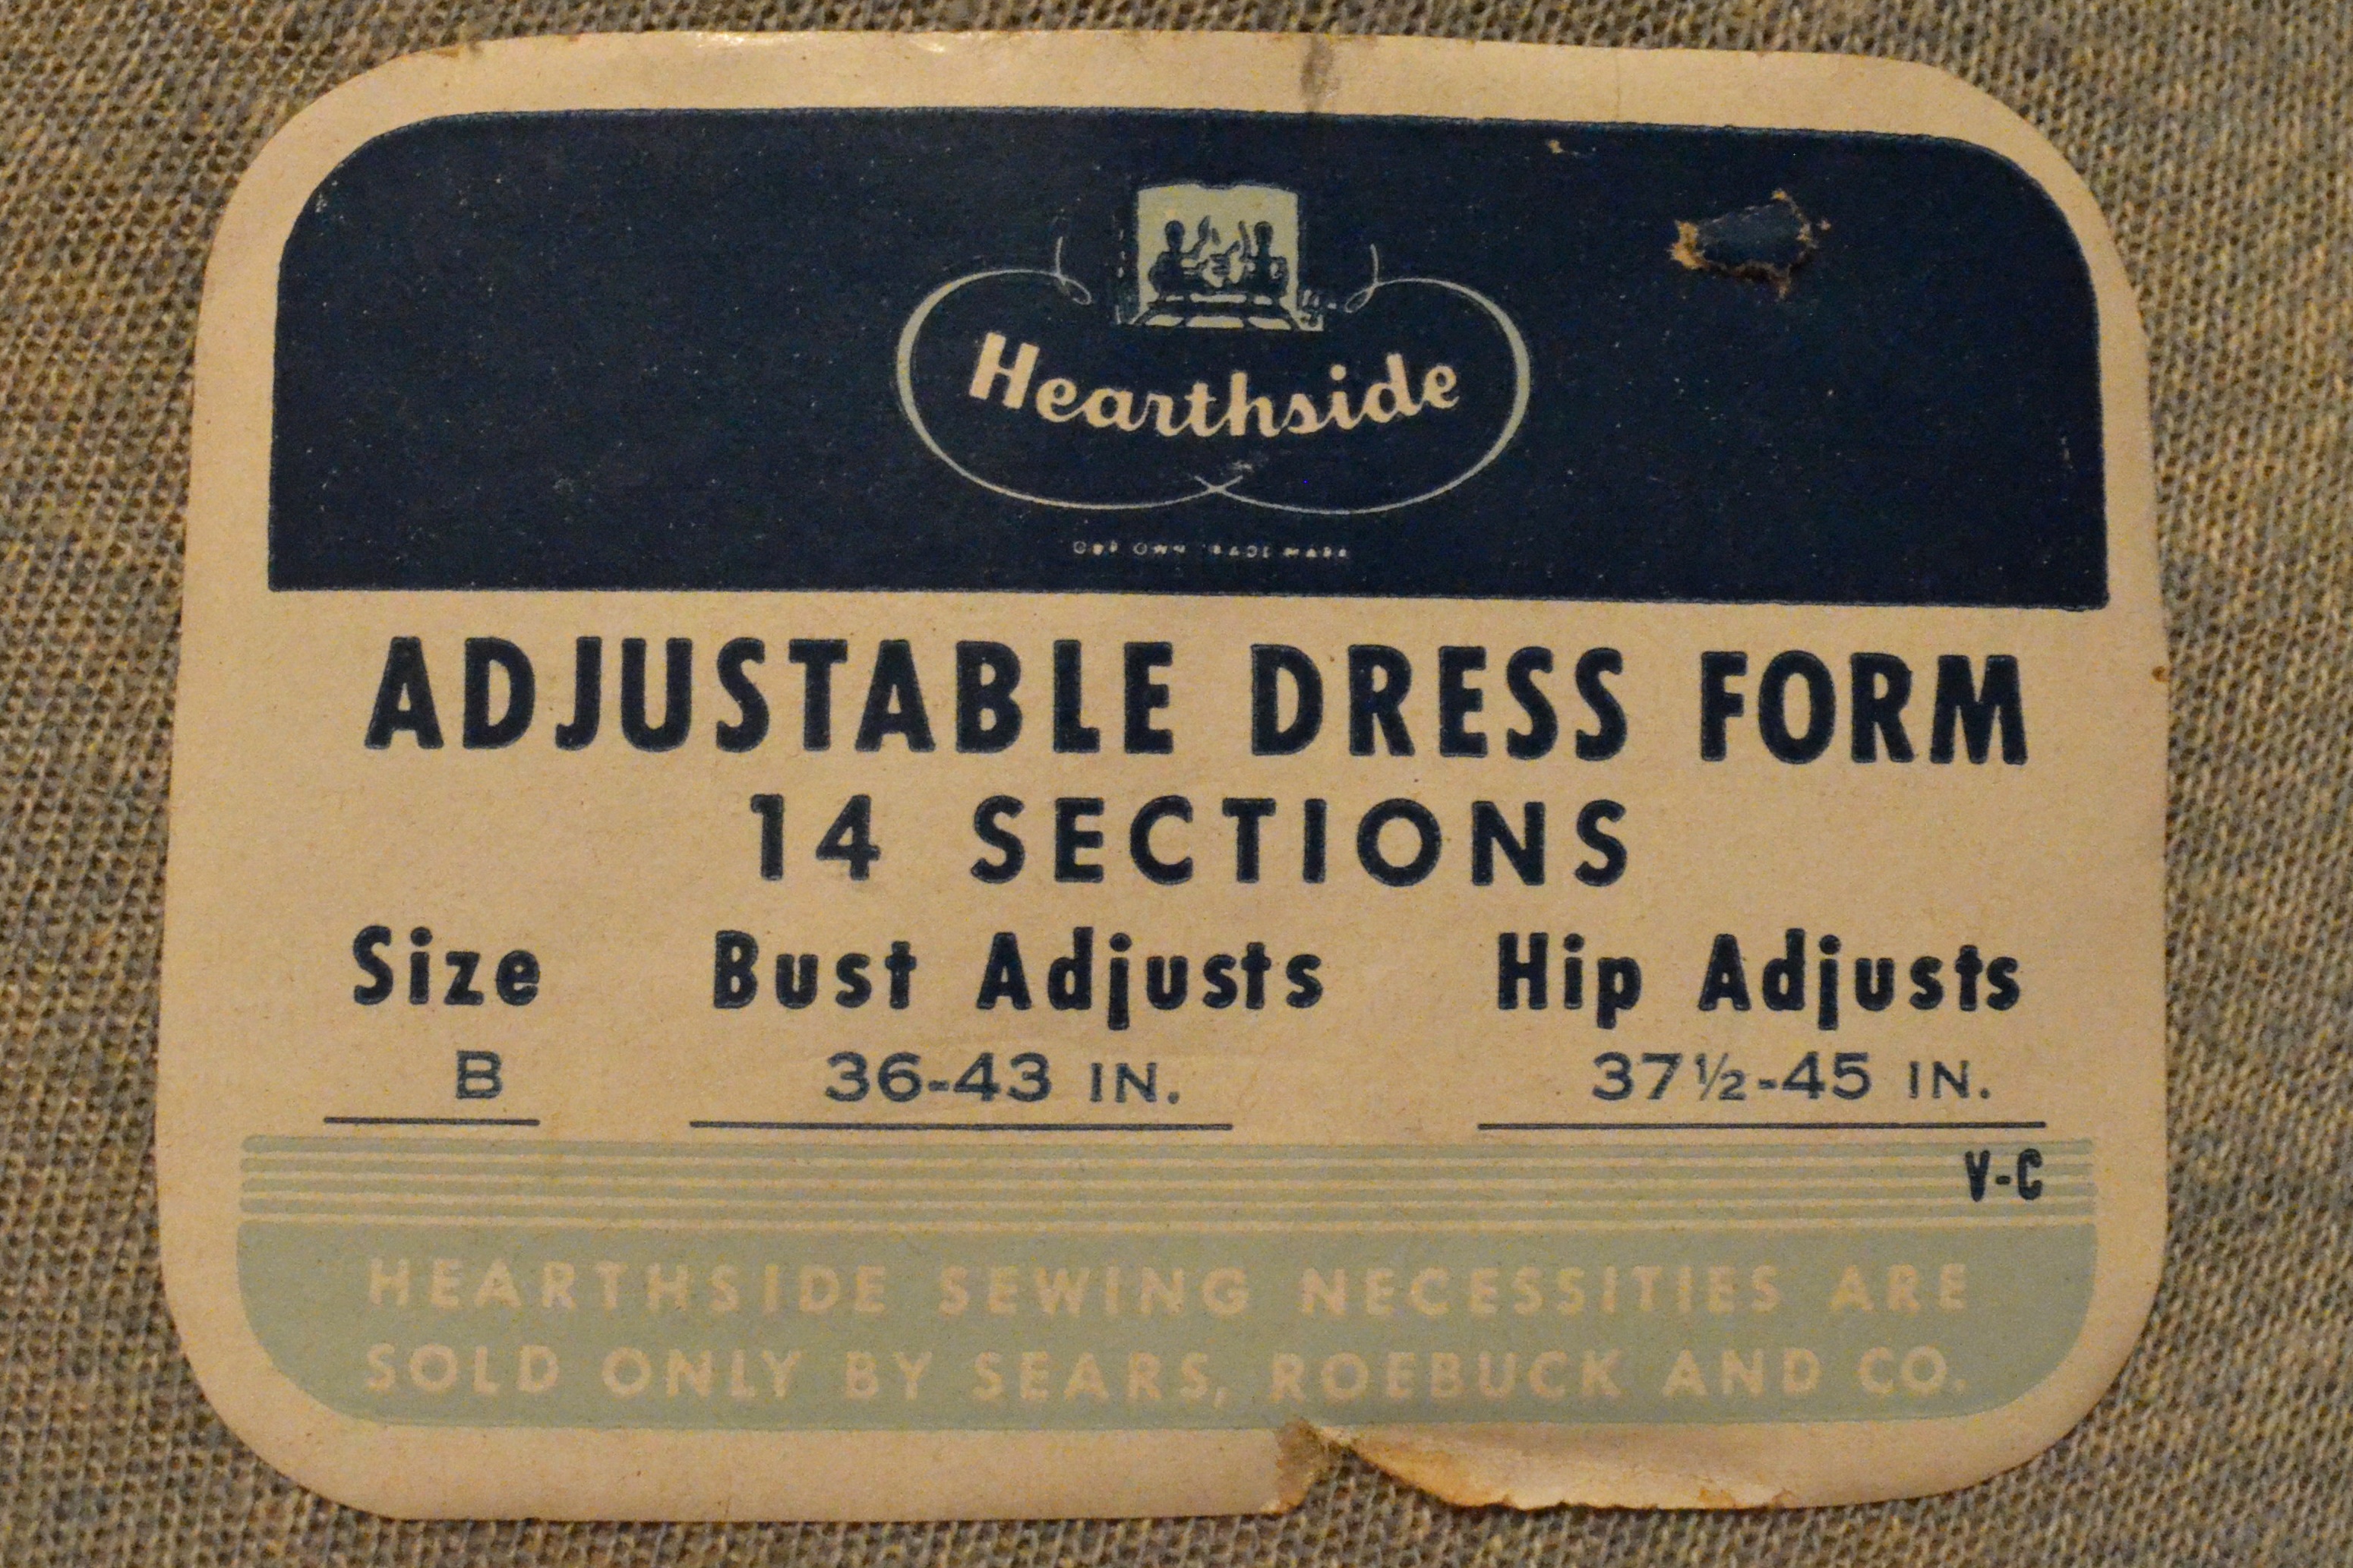 Hearthside
OUR OWN TRADE MARK
ADJUSTABLE DRESS FORM
14 SECTIONS
Size Bust Adjusts Hip Adjusts
B 36-43 IN. 37½-45 IN.
V-C
HEARTHSIDE SEWING NECESSITIES ARE
SOLD ONLY BY SEARS, ROEBUCK AND CO.